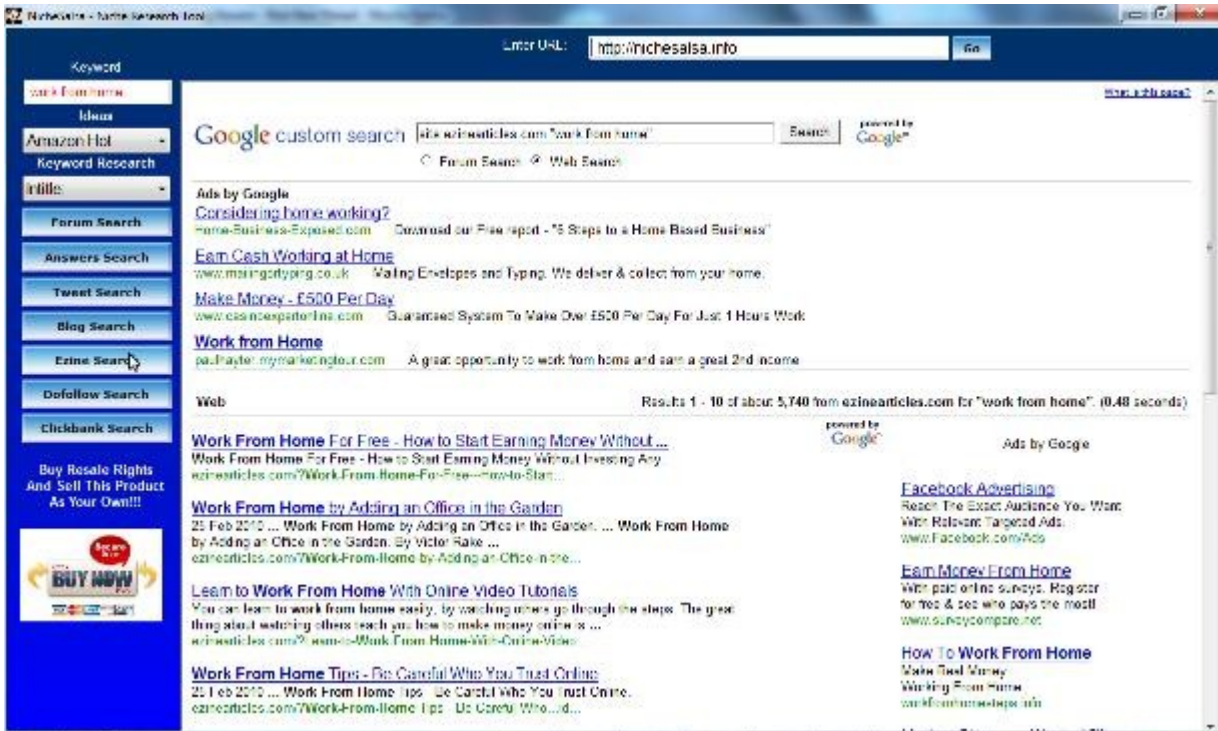 NicheSalsa - Niche Research Tool
Enter URL: http://nichesalsa.info Go
Keyword
work from home
Ideas
Amazon Hot
Keyword Research
intitle:
Forum Search
Answers Search
Tweet Search
Blog Search
Ezine Search
Dofollow Search
Clickbank Search
Buy Resale Rights
And Sell This Product
As Your Own!!!
BUY NOW
What is this page?
Google custom search site:ezinearticles.com "work from home" Search powered by Google™
Forum Search Web Search
Ads by Google
Considering home working?
Home-Business-Exposed.com Download our Free report - "6 Steps to a Home Based Business"
Earn Cash Working at Home
www.mailingortyping.co.uk Mailing Envelopes and Typing. We deliver & collect from your home.
Make Money - £500 Per Day
www.casinoexpertonline.com Guaranteed System To Make Over £500 Per Day For Just 1 Hours Work
Work from Home
paulhayter.mymarketingtour.com A great opportunity to work from home and earn a great 2nd income
Web Results 1 - 10 of about 5,740 from ezinearticles.com for "work from home". (0.48 seconds)
powered by
Google
Work From Home For Free - How to Start Earning Money Without ...
Work From Home For Free - How to Start Earning Money Without Investing Any
ezinearticles.com/?Work-From-Home-For-Free---How-to-Start...
Work From Home by Adding an Office in the Garden
25 Feb 2010 ... Work From Home by Adding an Office in the Garden. ... Work From Home
by Adding an Office in the Garden. By Victor Rake ...
ezinearticles.com/?Work-From-Home-by-Adding-an-Office-in-the...
Learn to Work From Home With Online Video Tutorials
You can learn to work from home easily, by watching others go through the steps. The great
thing about watching others teach you how to make money online is ...
ezinearticles.com/?Learn-to-Work-From-Home-With-Online-Video...
Work From Home Tips - Be Careful Who You Trust Online
25 Feb 2010 ... Work From Home Tips - Be Careful Who You Trust Online.
ezinearticles.com/?Work-From-Home-Tips---Be-Careful-Who...id...
Ads by Google
Facebook Advertising
Reach The Exact Audience You Want
With Relevant Targeted Ads.
www.Facebook.com/Ads
Earn Money From Home
With paid online surveys. Register
for free & see who pays the most!
www.surveycompare.net
How To Work From Home
Make Real Money
Working From Home
workfromhomesteps.info